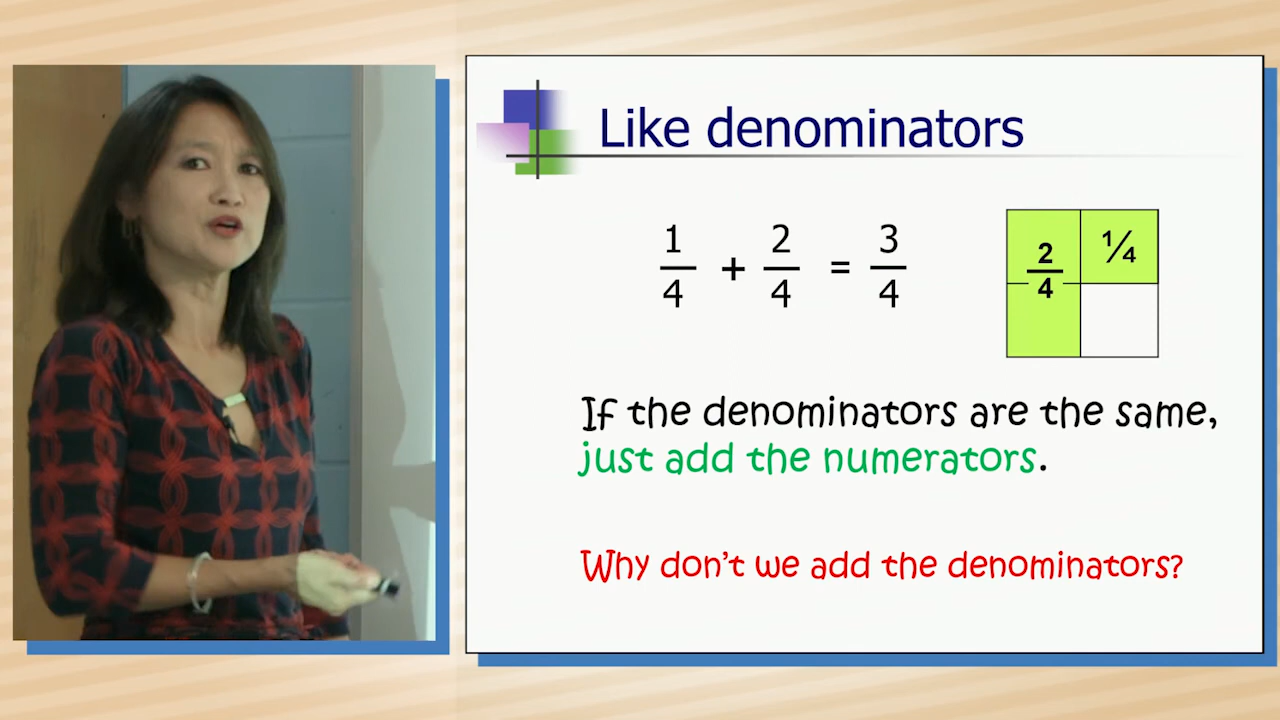 Like denominators
1/4 + 2/4 = 3/4
2/4
¼
If the denominators are the same,
just add the numerators.
Why don't we add the denominators?